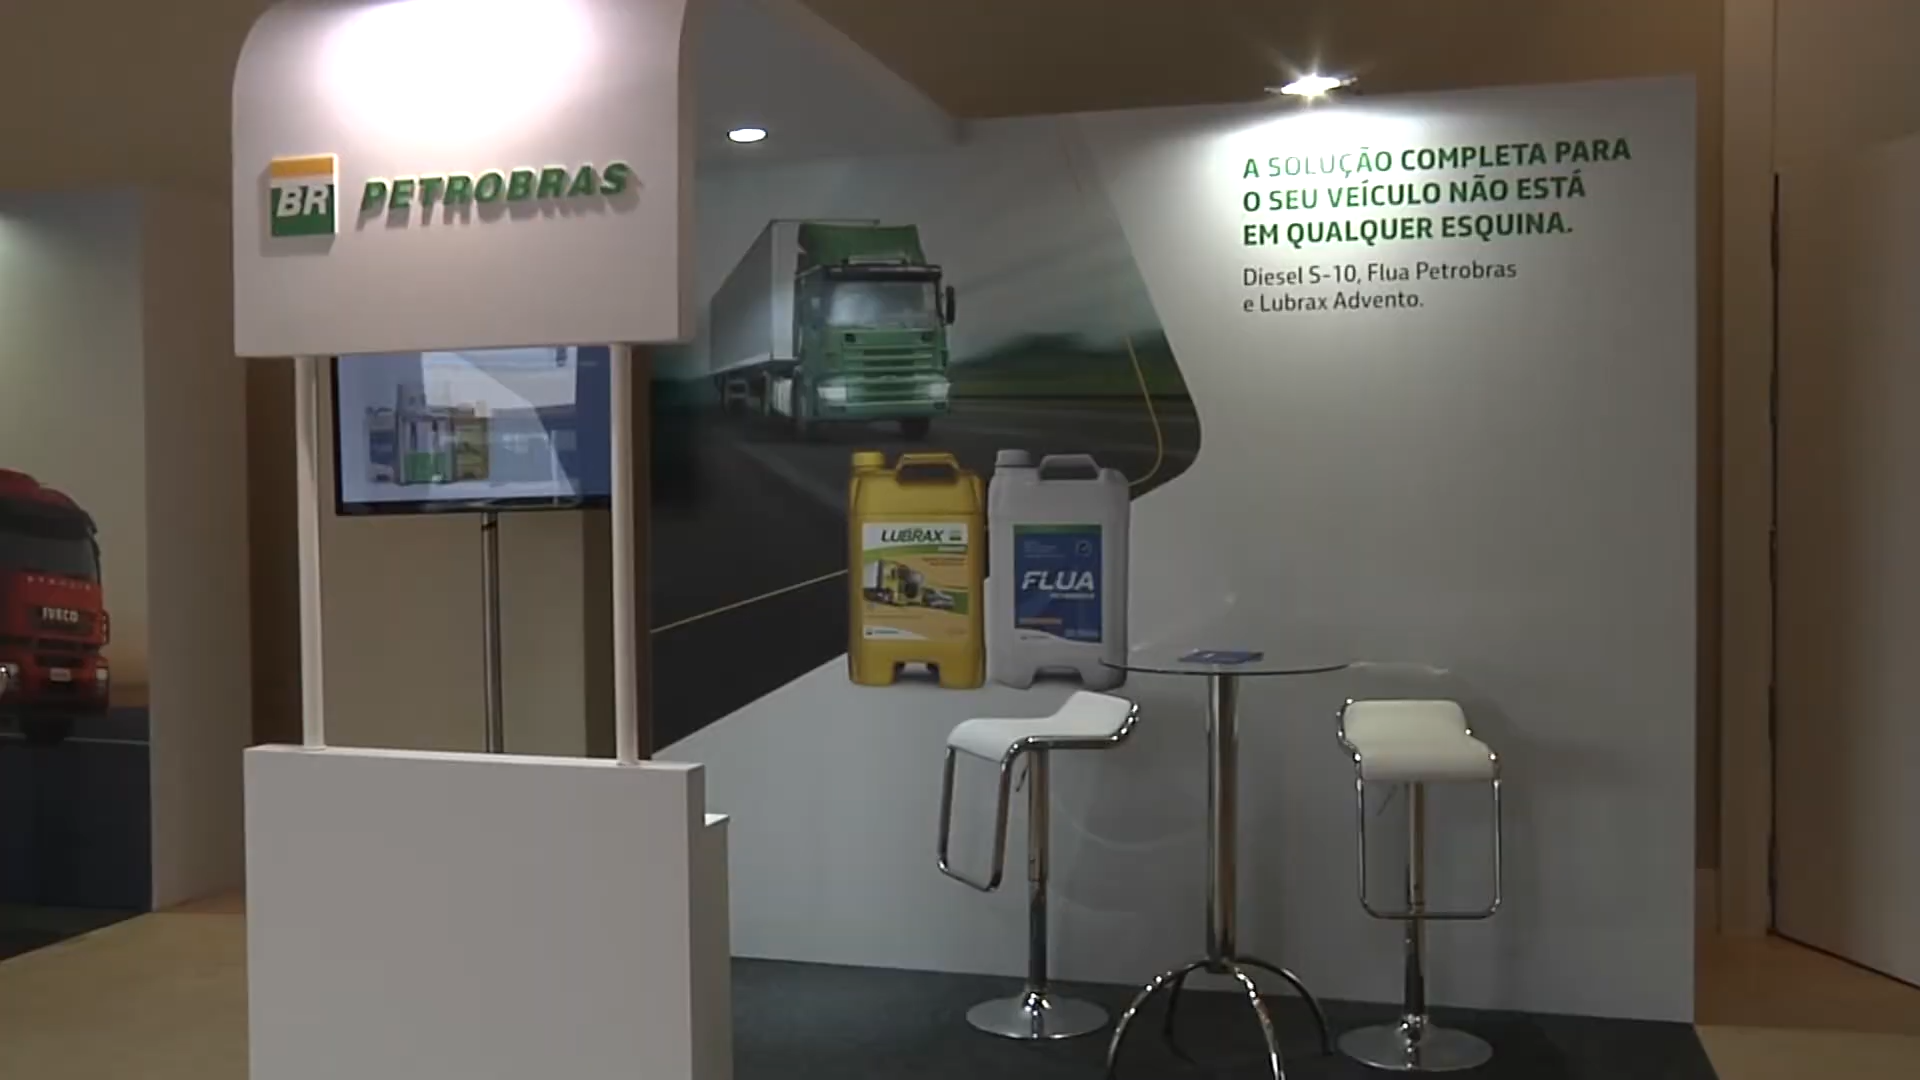 BR PETROBRAS
A SOLUÇÃO COMPLETA PARA
O SEU VEÍCULO NÃO ESTÁ
EM QUALQUER ESQUINA.
Diesel S-10, Flua Petrobras
e Lubrax Advento.
LUBRAX
FLUA
IVECO